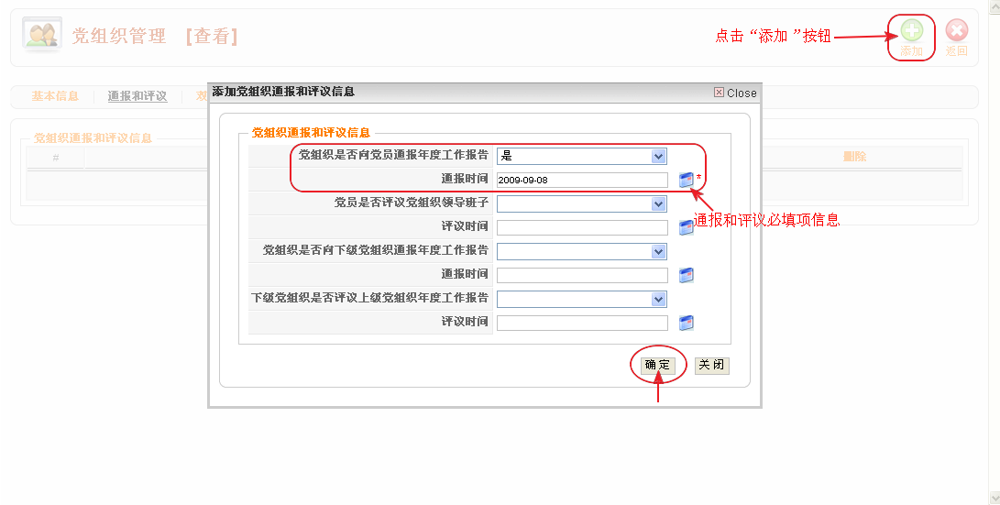 党组织管理 [查看]
点击“添加 ”按钮
添加
返回
基本信息
通报和评议
党组织通报和评议信息
#
删除
添加党组织通报和评议信息
Close
党组织通报和评议信息
党组织是否向党员通报年度工作报告 是
通报时间 2009-09-08 *
党员是否评议党组织领导班子
通报和评议必填项信息
评议时间
党组织是否向下级党组织通报年度工作报告
通报时间
下级党组织是否评议上级党组织年度工作报告
评议时间
确 定
关 闭